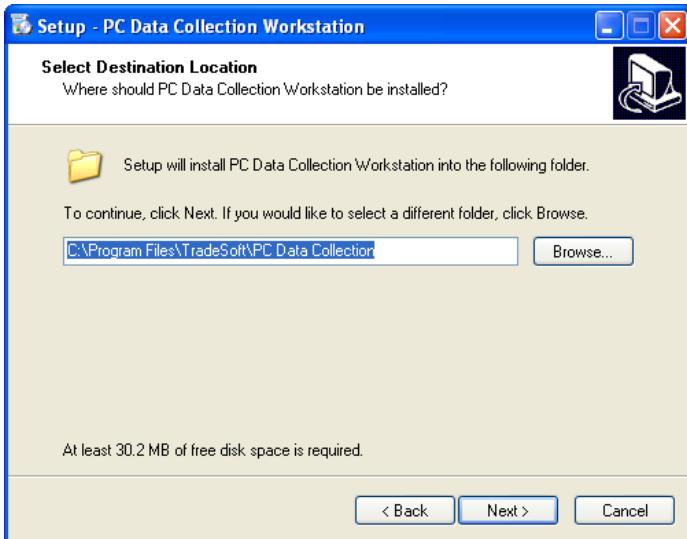 Setup - PC Data Collection Workstation
Select Destination Location
Where should PC Data Collection Workstation be installed?
Setup will install PC Data Collection Workstation into the following folder.
To continue, click Next. If you would like to select a different folder, click Browse.
C:\Program Files\TradeSoft\PC Data Collection
Browse...
At least 30.2 MB of free disk space is required.
< Back
Next >
Cancel